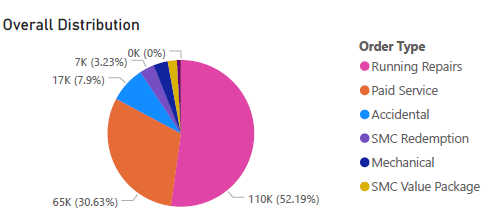 Overall Distribution
0K (0%)
7K (3.23%)
17K (7.9%)
65K (30.63%)
110K (52.19%)
Order Type
Running Repairs
Paid Service
Accidental
SMC Redemption
Mechanical
SMC Value Package